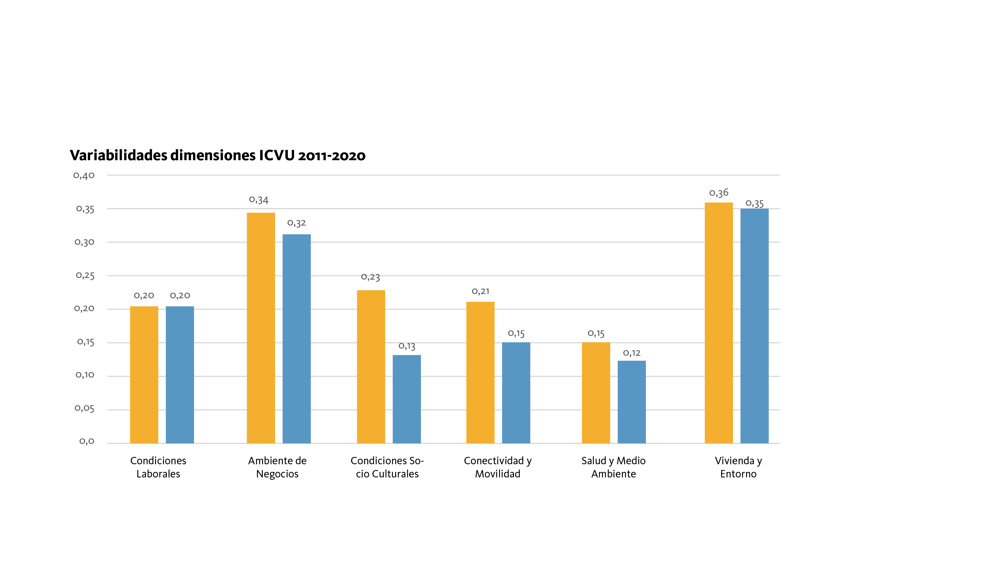 Variabilidades dimensiones ICVU 2011-2020
0,40
0,35
0,30
0,25
0,20
0,15
0,10
0,05
0,0
0,20
0,20
0,34
0,32
0,23
0,13
0,21
0,15
0,15
0,12
0,36
0,35
Condiciones
Laborales
Ambiente de
Negocios
Condiciones So-
cio Culturales
Conectividad y
Movilidad
Salud y Medio
Ambiente
Vivienda y
Entorno